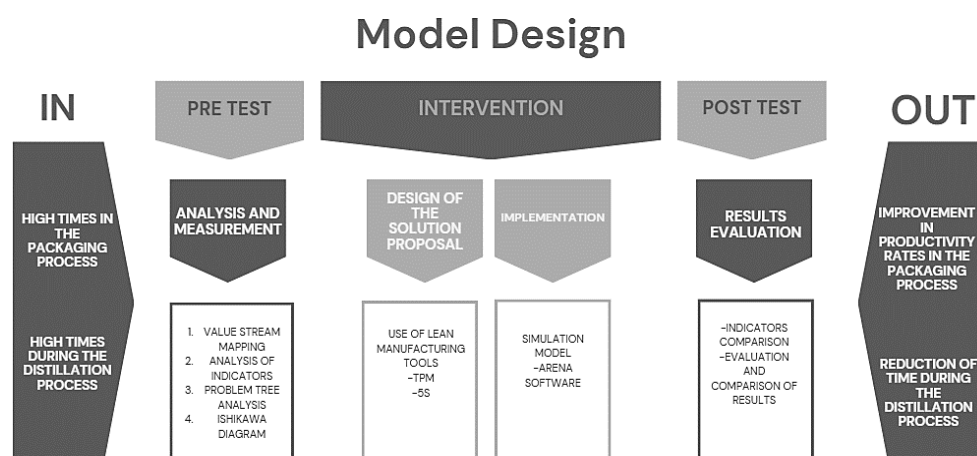 Model Design
IN
PRE TEST
INTERVENTION
POST TEST
OUT
HIGH TIMES IN
THE
PACKAGING
PROCESS
HIGH TIMES
DURING THE
DISTILLATION
PROCESS
ANALYSIS AND
MEASUREMENT
1. VALUE STREAM
MAPPING
2. ANALYSIS OF
INDICATORS
3. PROBLEM TREE
ANALYSIS
4. ISHIKAWA
DIAGRAM
DESIGN OF
THE
SOLUTION
PROPOSAL
USE OF LEAN
MANUFACTURING
TOOLS
-TPM
-5S
IMPLEMENTATION
SIMULATION
MODEL
-ARENA
SOFTWARE
RESULTS
EVALUATION
-INDICATORS
COMPARISON
-EVALUATION
AND
COMPARISON OF
RESULTS
IMPROVEMENT
IN
PRODUCTIVITY
RATES IN THE
PACKAGING
PROCESS
REDUCTION OF
TIME DURING
THE
DISTILLATION
PROCESS